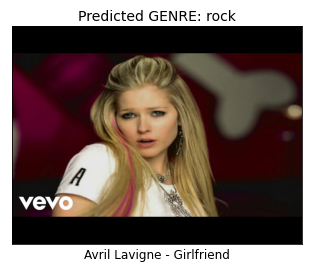 Predicted GENRE: rock
A
vevo
Avril Lavigne - Girlfriend